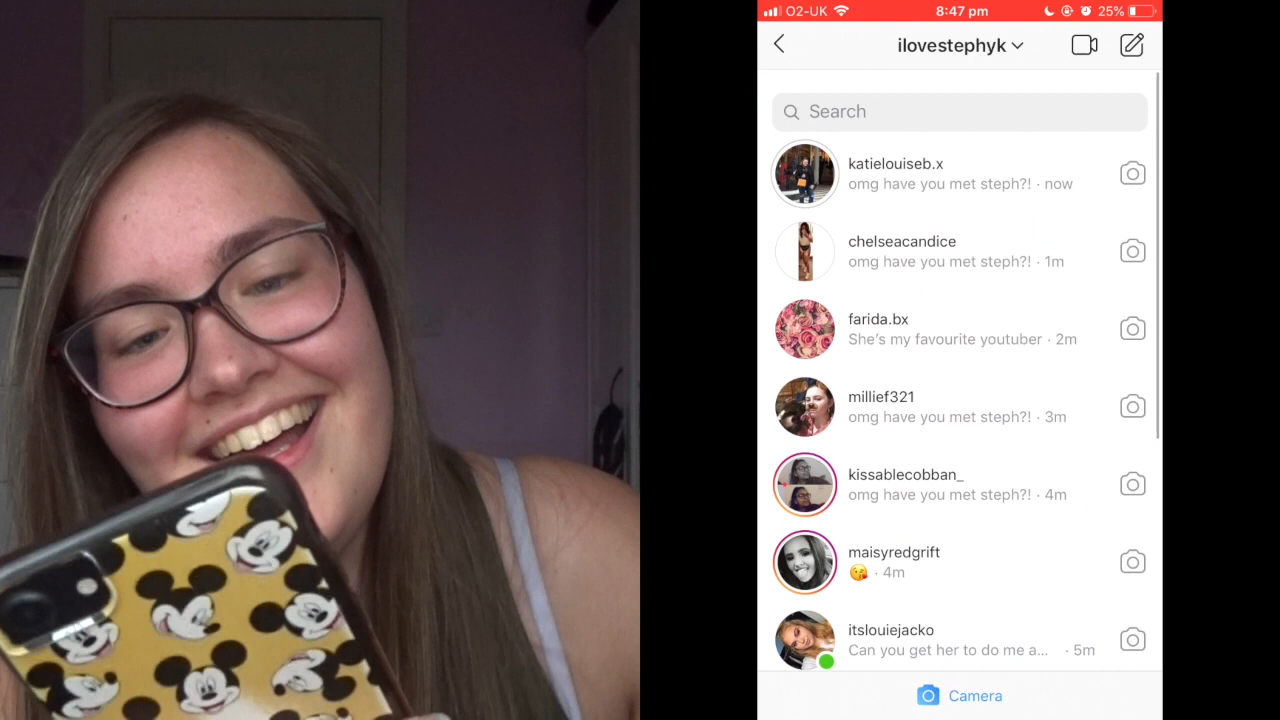 O2-UK 8:47 pm 25%
ilovestephyk
Search
katielouiseb.x
omg have you met steph?! · now
chelseacandice
omg have you met steph?! · 1m
farida.bx
She's my favourite youtuber · 2m
millief321
omg have you met steph?! · 3m
kissablecobban_
omg have you met steph?! · 4m
maisyredgrift
😘 · 4m
itslouiejacko
Can you get her to do me a... · 5m
Camera